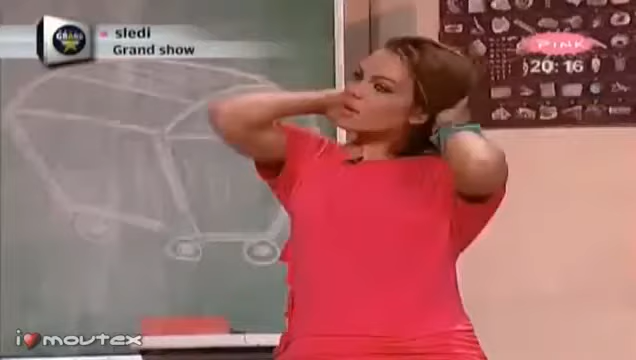 GRAND
sledi
Grand show
PINK
20:16
i♥moutex